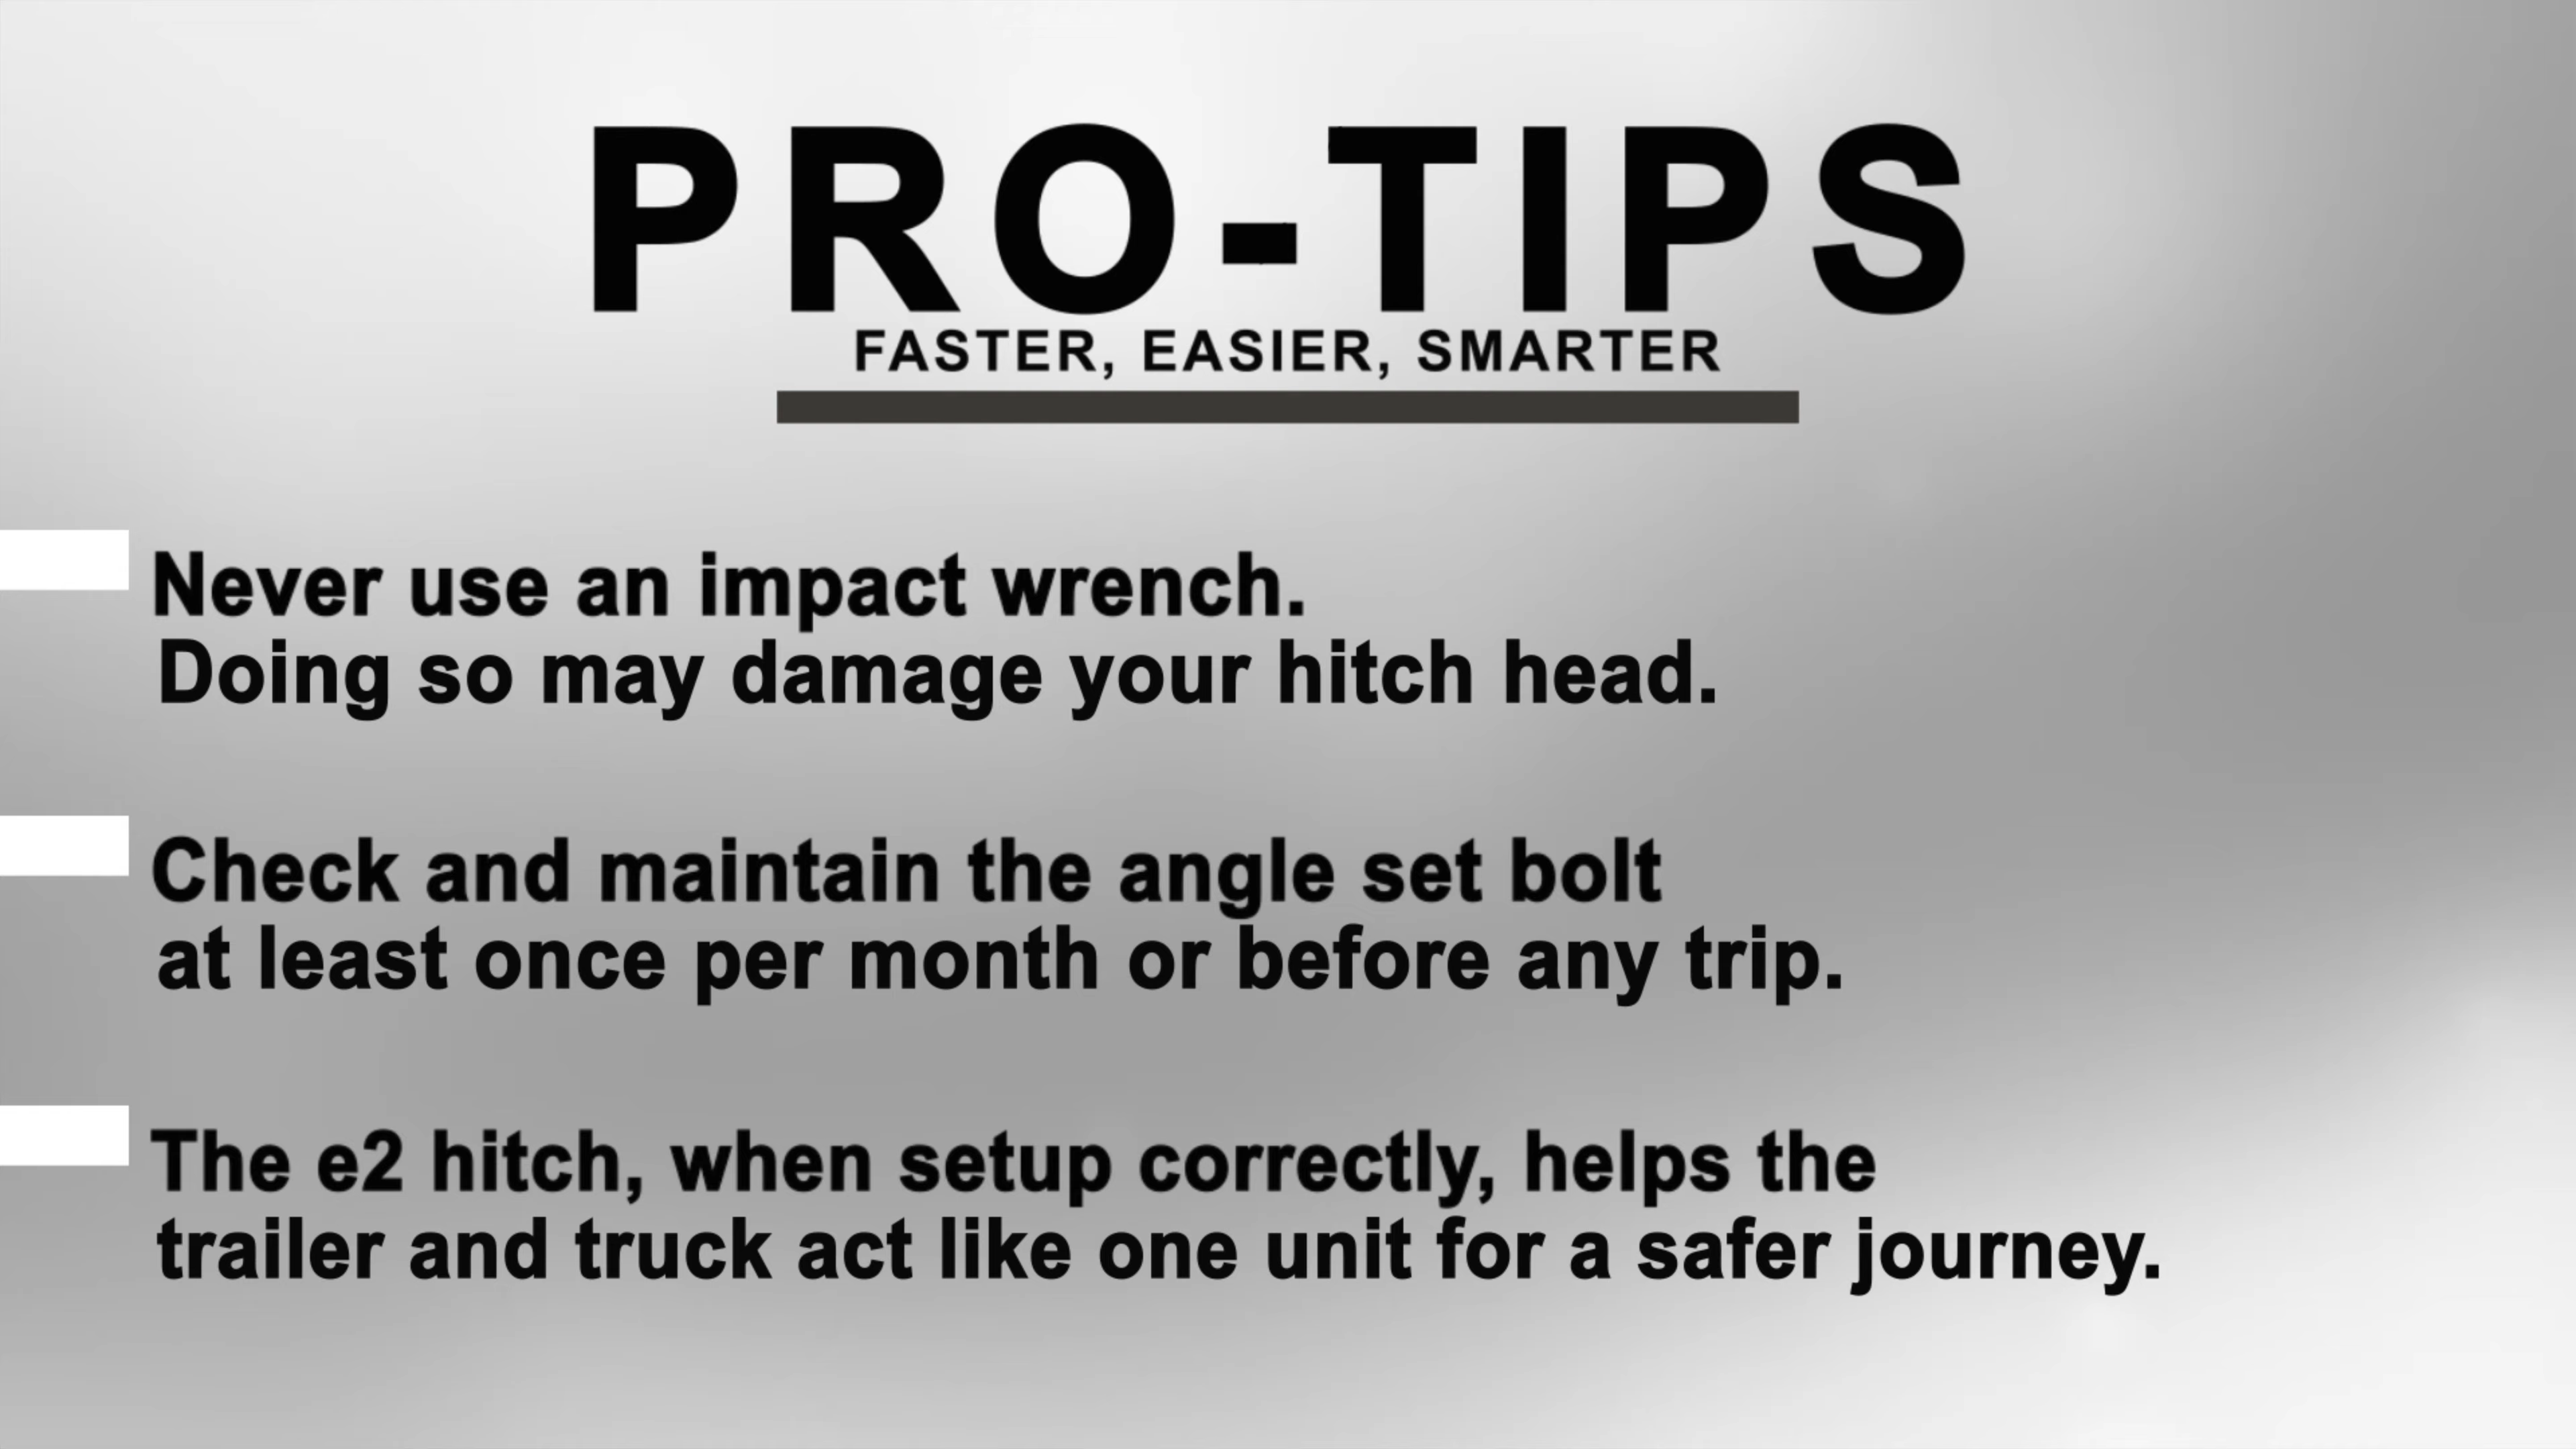 PRO-TIPS
FASTER, EASIER, SMARTER
Never use an impact wrench.
Doing so may damage your hitch head.
Check and maintain the angle set bolt
at least once per month or before any trip.
The e2 hitch, when setup correctly, helps the
trailer and truck act like one unit for a safer journey.